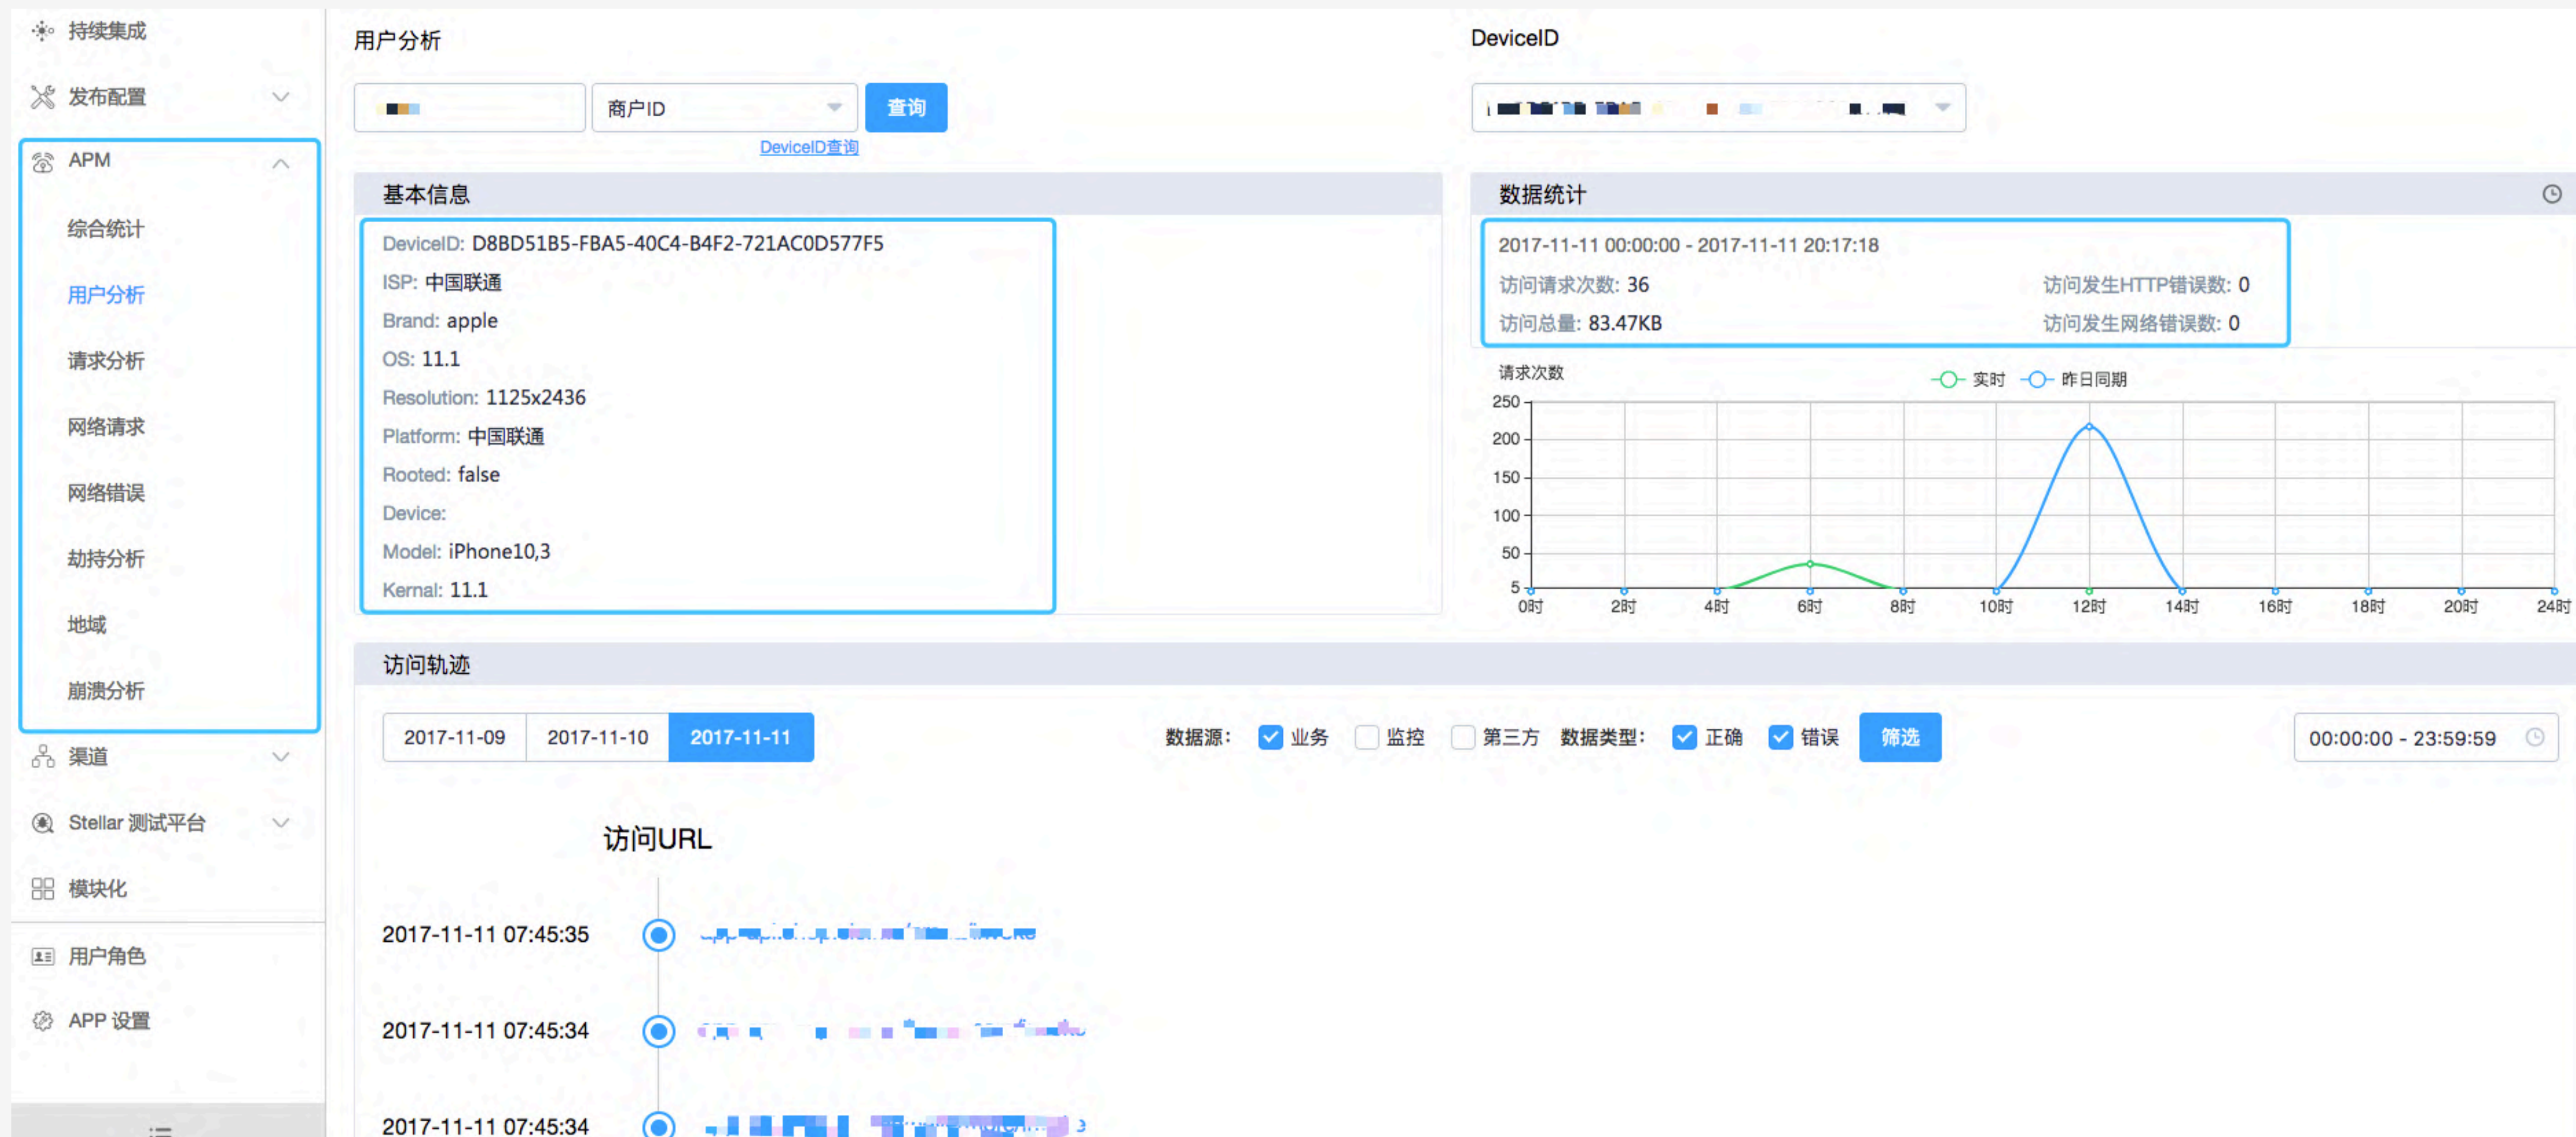 持续集成
发布配置
APM
综合统计
用户分析
请求分析
网络请求
网络错误
劫持分析
地域
崩溃分析
渠道
Stellar 测试平台
模块化
用户角色
APP 设置
用户分析
商户ID
查询
DeviceID查询
DeviceID
基本信息
DeviceID: D8BD51B5-FBA5-40C4-B4F2-721AC0D577F5
ISP: 中国联通
Brand: apple
OS: 11.1
Resolution: 1125x2436
Platform: 中国联通
Rooted: false
Device:
Model: iPhone10,3
Kernal: 11.1
数据统计
2017-11-11 00:00:00 - 2017-11-11 20:17:18
访问请求次数: 36 访问发生HTTP错误数: 0
访问总量: 83.47KB 访问发生网络错误数: 0
请求次数
实时 昨日同期
250
200
150
100
50
5
0时 2时 4时 6时 8时 10时 12时 14时 16时 18时 20时 24时
访问轨迹
2017-11-09 2017-11-10 2017-11-11 数据源: 业务 监控 第三方 数据类型: 正确 错误 筛选 00:00:00 - 23:59:59
访问URL
2017-11-11 07:45:35
2017-11-11 07:45:34
2017-11-11 07:45:34